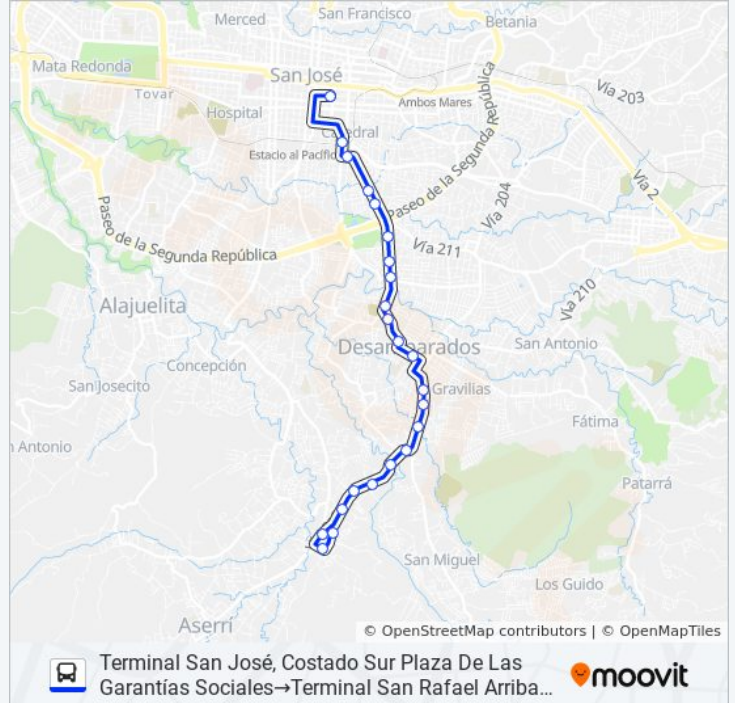 Merced
San Francisco
Betania
Mata Redonda
San José
Tovar
Hospital
Ambos Mares
Vía 203
Estacio al Pacífic
Paseo de la Segunda República
Vía 204
Vía 2
Paseo de la Segunda República
Vía 211
Vía 210
Alajuelita
San Antonio
Concepción
San Josecito
Gravilias
Fátima
n Antonio
Patarrá
San Miguel
Los Guido
Aserrí
© OpenStreetMap contributors | © OpenMapTiles
Terminal San José, Costado Sur Plaza De Las
Garantías Sociales→Terminal San Rafael Arriba…
moovit